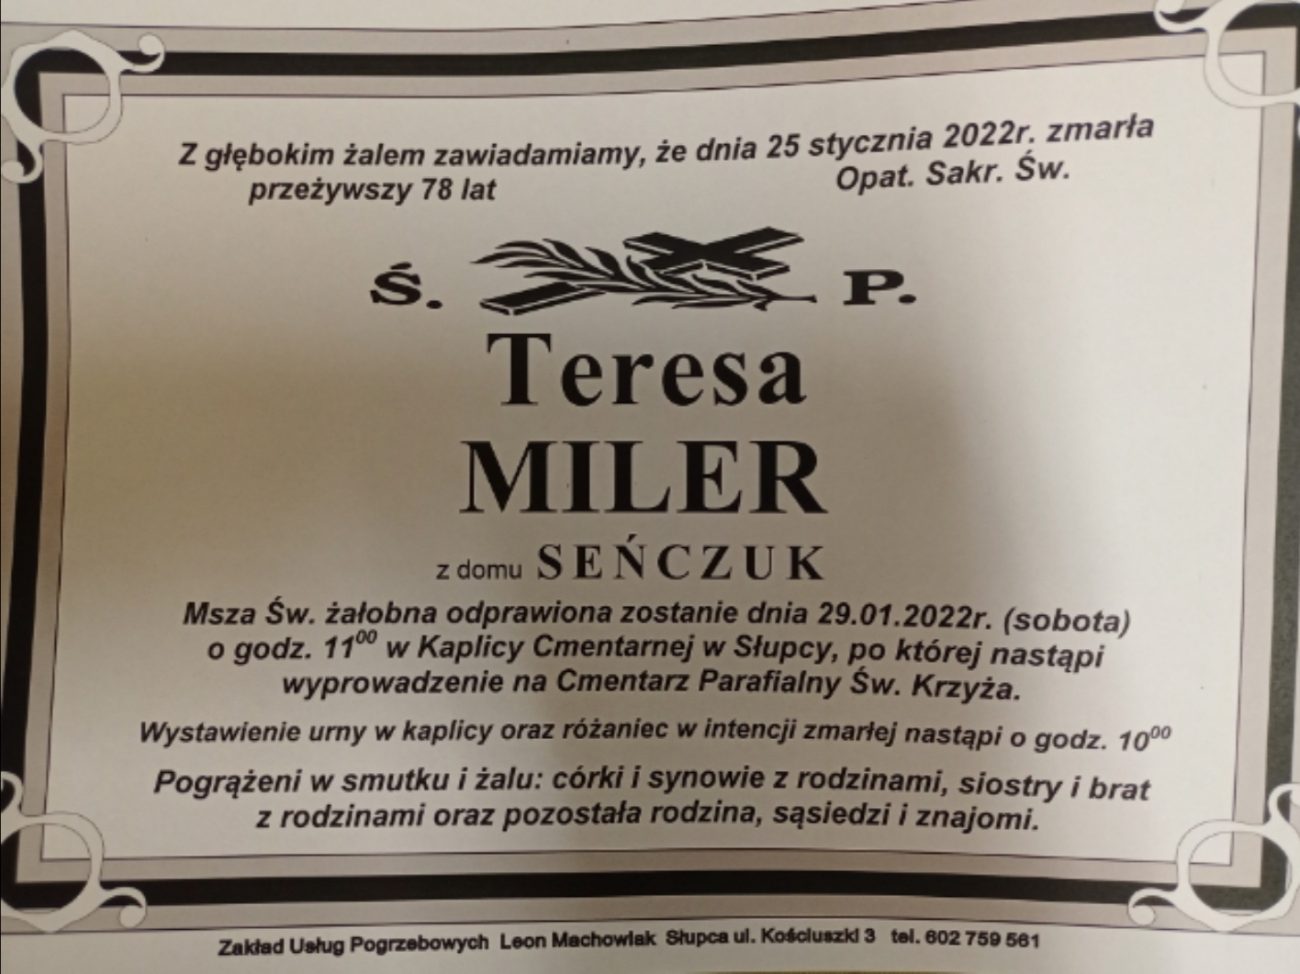 Z głębokim żalem zawiadamiamy, że dnia 25 stycznia 2022r. zmarła
przeżywszy 78 lat Opat. Sakr. Św.
Ś. P.
Teresa
MILER
z domu SEŃCZUK
Msza Św. żałobna odprawiona zostanie dnia 29.01.2022r. (sobota)
o godz. 11⁰⁰ w Kaplicy Cmentarnej w Słupcy, po której nastąpi
wyprowadzenie na Cmentarz Parafialny Św. Krzyża.
Wystawienie urny w kaplicy oraz różaniec w intencji zmarłej nastąpi o godz. 10⁰⁰
Pogrążeni w smutku i żalu: córki i synowie z rodzinami, siostry i brat
z rodzinami oraz pozostała rodzina, sąsiedzi i znajomi.
Zakład Usług Pogrzebowych Leon Machowiak Słupca ul. Kościuszki 3 tel. 602 759 561